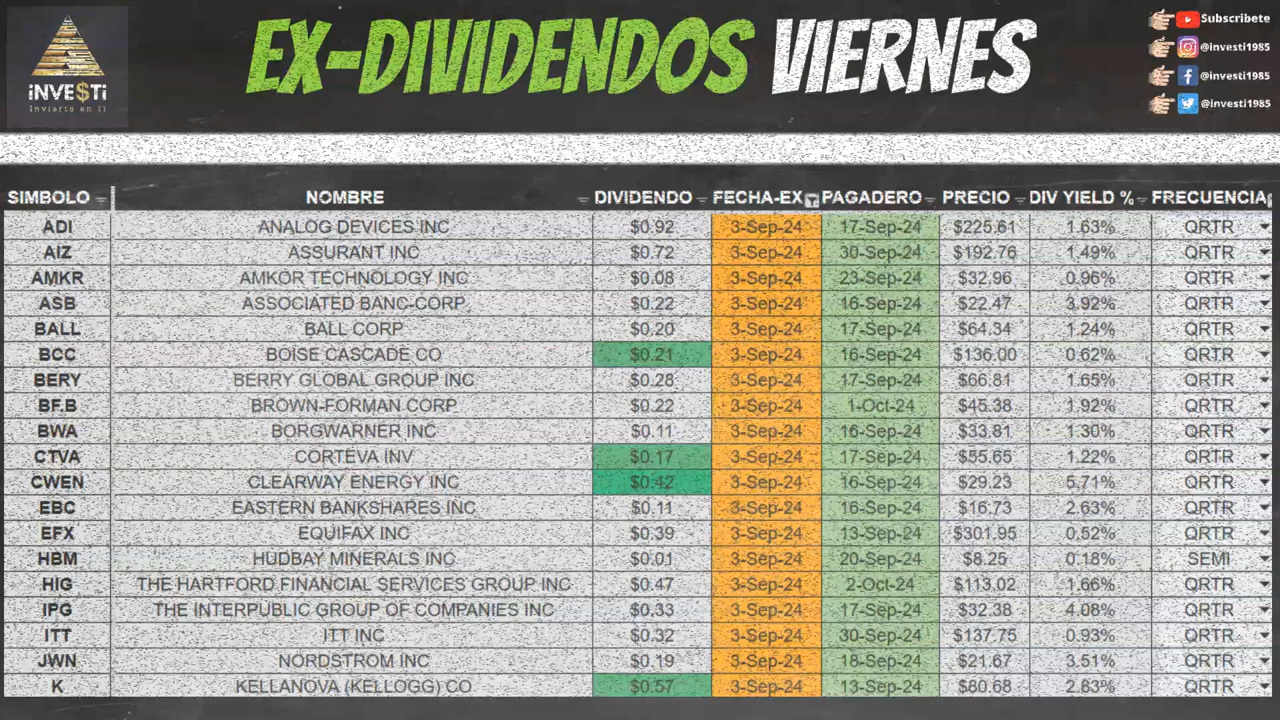 EX-DIVIDENDOS VIERNES
iNVE$Ti
Invierto en ti
Subscribete
@investi1985
@investi1985
@investi1985
SIMBOLO NOMBRE DIVIDENDO FECHA-EX PAGADERO PRECIO DIV YIELD % FRECUENCIA
ADI ANALOG DEVICES INC $0.92 3-Sep-24 17-Sep-24 $225.61 1.63% QRTR
AIZ ASSURANT INC $0.72 3-Sep-24 30-Sep-24 $192.76 1.49% QRTR
AMKR AMKOR TECHNOLOGY INC $0.08 3-Sep-24 23-Sep-24 $32.96 0.96% QRTR
ASB ASSOCIATED BANC-CORP $0.22 3-Sep-24 16-Sep-24 $22.47 3.92% QRTR
BALL BALL CORP $0.20 3-Sep-24 17-Sep-24 $64.34 1.24% QRTR
BCC BOISE CASCADE CO $0.21 3-Sep-24 16-Sep-24 $136.00 0.62% QRTR
BERY BERRY GLOBAL GROUP INC $0.28 3-Sep-24 17-Sep-24 $66.81 1.65% QRTR
BF.B BROWN-FORMAN CORP $0.22 3-Sep-24 1-Oct-24 $45.38 1.92% QRTR
BWA BORGWARNER INC $0.11 3-Sep-24 16-Sep-24 $33.81 1.30% QRTR
CTVA CORTEVA INV $0.17 3-Sep-24 17-Sep-24 $55.65 1.22% QRTR
CWEN CLEARWAY ENERGY INC $0.42 3-Sep-24 16-Sep-24 $29.23 5.71% QRTR
EBC EASTERN BANKSHARES INC $0.11 3-Sep-24 16-Sep-24 $16.73 2.63% QRTR
EFX EQUIFAX INC $0.39 3-Sep-24 13-Sep-24 $301.95 0.52% QRTR
HBM HUDBAY MINERALS INC $0.01 3-Sep-24 20-Sep-24 $8.25 0.18% SEMI
HIG THE HARTFORD FINANCIAL SERVICES GROUP INC $0.47 3-Sep-24 2-Oct-24 $113.02 1.66% QRTR
IPG THE INTERPUBLIC GROUP OF COMPANIES INC $0.33 3-Sep-24 17-Sep-24 $32.38 4.08% QRTR
ITT ITT INC $0.32 3-Sep-24 30-Sep-24 $137.75 0.93% QRTR
JWN NORDSTROM INC $0.19 3-Sep-24 18-Sep-24 $21.67 3.51% QRTR
K KELLANOVA (KELLOGG) CO $0.57 3-Sep-24 13-Sep-24 $80.68 2.83% QRTR